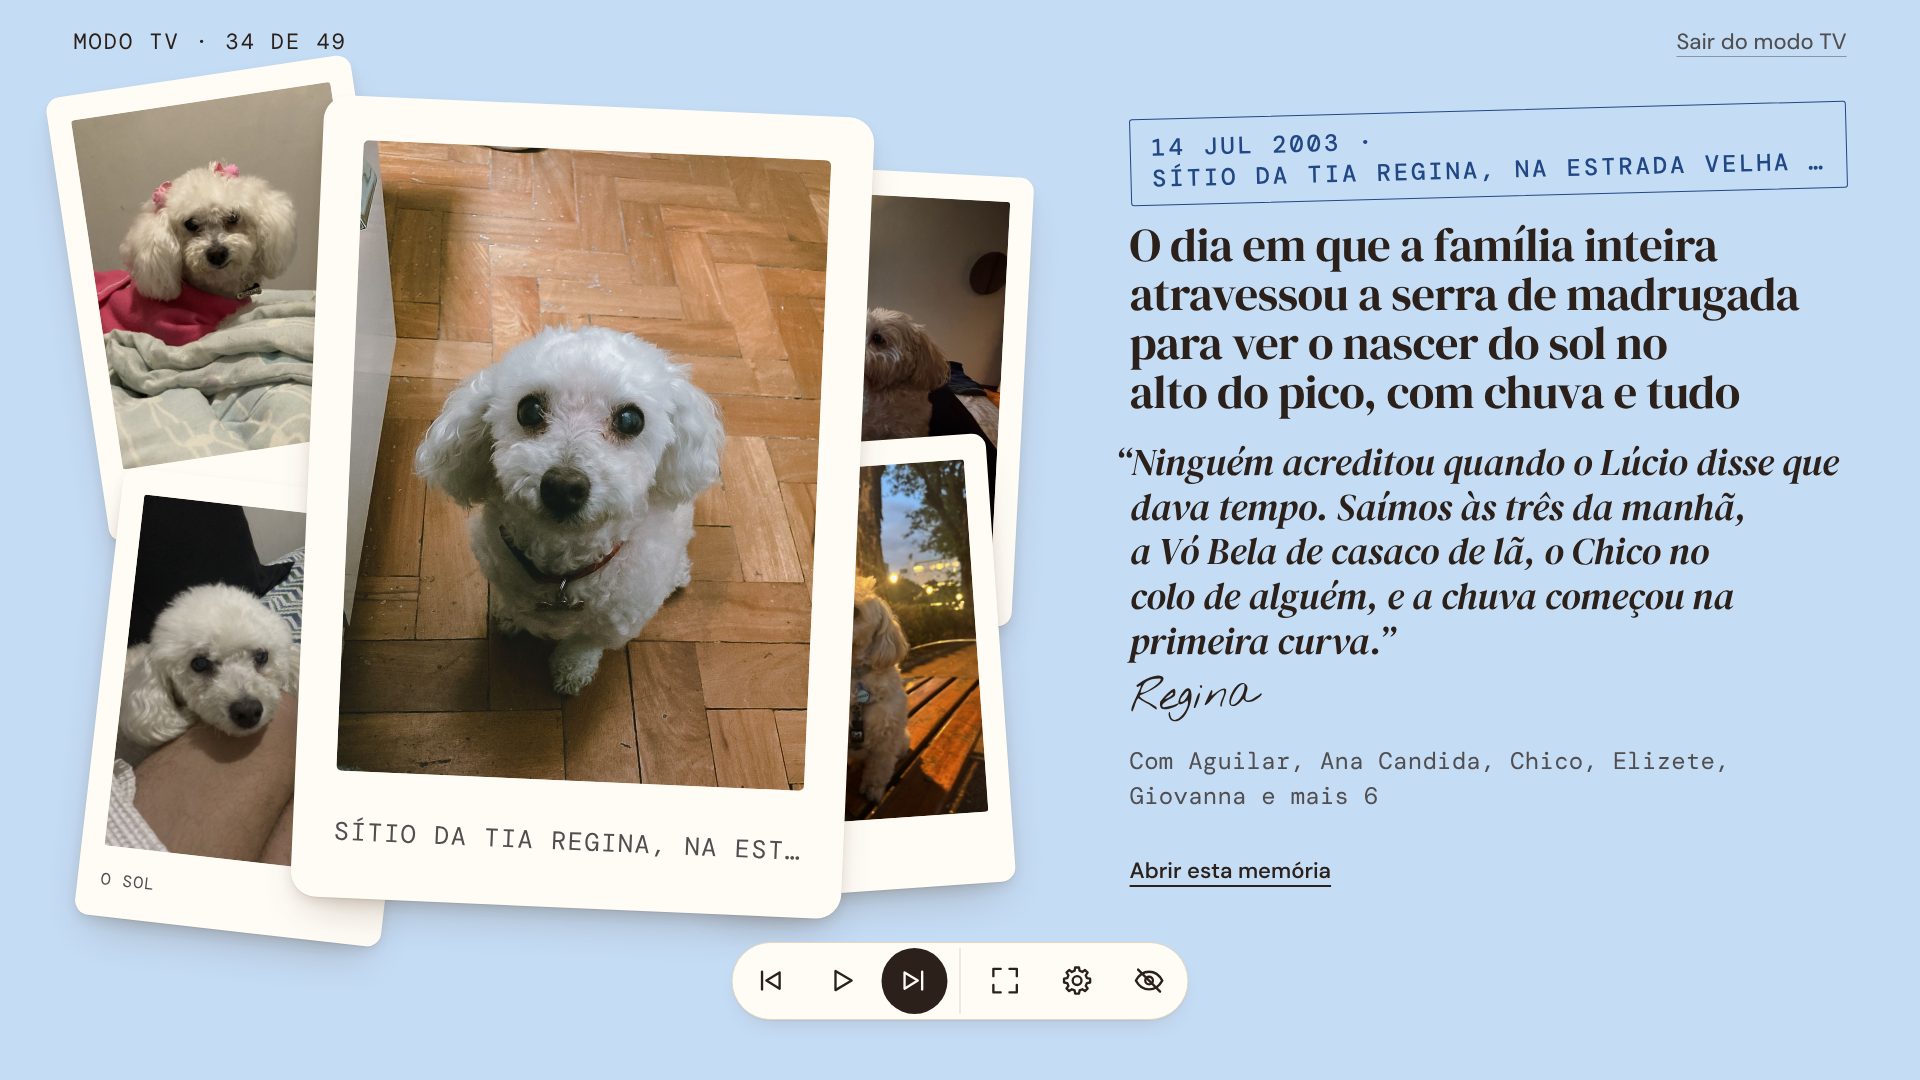 MODO TV · 34 DE 49
Sair do modo TV
14 JUL 2003 ·
SÍTIO DA TIA REGINA, NA ESTRADA VELHA …
O dia em que a família inteira
atravessou a serra de madrugada
para ver o nascer do sol no
alto do pico, com chuva e tudo
“Ninguém acreditou quando o Lúcio disse que
dava tempo. Saímos às três da manhã,
a Vó Bela de casaco de lã, o Chico no
colo de alguém, e a chuva começou na
primeira curva.”
Regina
Com Aguilar, Ana Candida, Chico, Elizete,
Giovanna e mais 6
Abrir esta memória
SÍTIO DA TIA REGINA, NA EST…
O SOL